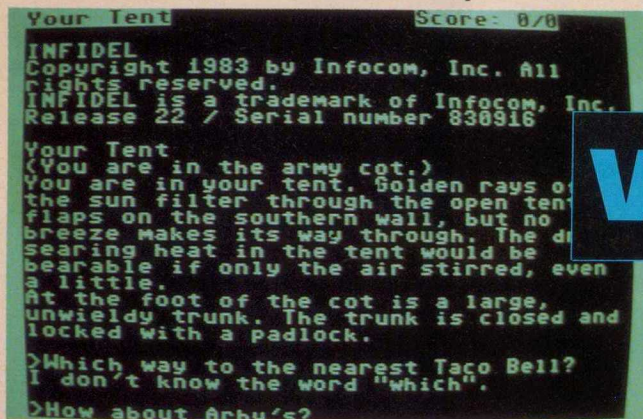 Your Tent Score: 0/0
INFIDEL
Copyright 1983 by Infocom, Inc. All
rights reserved.
INFIDEL is a trademark of Infocom, Inc.
Release 22 / Serial number 830916
Your Tent
(You are in the army cot.)
You are in your tent. Golden rays
the sun filter through the open tent
flaps on the southern wall, but no
breeze makes its way through. The
searing heat in the tent would be
bearable if only the air stirred, even
a little.
At the foot of the cot is a large,
unwieldy trunk. The trunk is closed and
locked with a padlock.
>Which way to the nearest Taco Bell?
I don't know the word "which".
>How about Arby's?